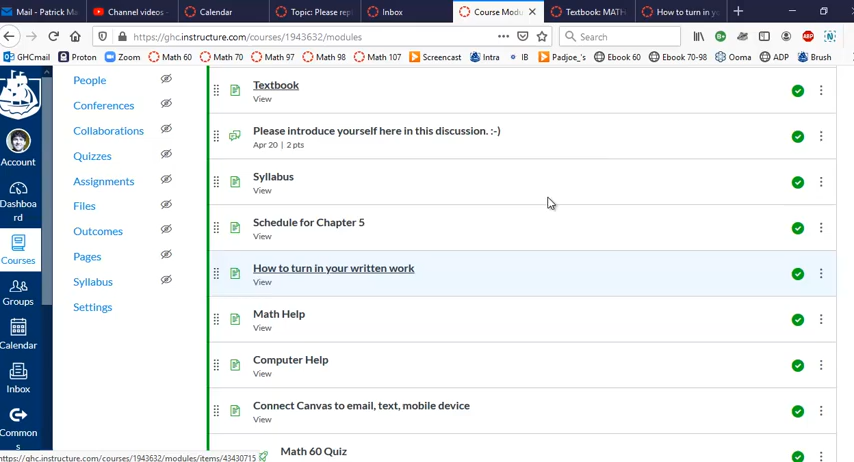 Mail - Patrick Ma
Channel videos -
Calendar
Topic: Please rep
Inbox
Course Modu
Textbook: MATH
How to turn in yo
https://ghc.instructure.com/courses/1943632/modules
Search
GHCmail
Proton
Zoom
Math 60
Math 70
Math 97
Math 98
Math 107
Screencast
Intra
IB
Padjoe_'s
Ebook 60
Ebook 70-98
Ooma
ADP
Brush
People
Conferences
Collaborations
Quizzes
Assignments
Files
Outcomes
Pages
Syllabus
Settings
Account
Dashboa
rd
Courses
Groups
Calendar
Inbox
Common
s
Textbook
View
Please introduce yourself here in this discussion. :-)
Apr 20 | 2 pts
Syllabus
View
Schedule for Chapter 5
View
How to turn in your written work
View
Math Help
View
Computer Help
View
Connect Canvas to email, text, mobile device
View
Math 60 Quiz
https://ghc.instructure.com/courses/1943632/modules/items/43430715